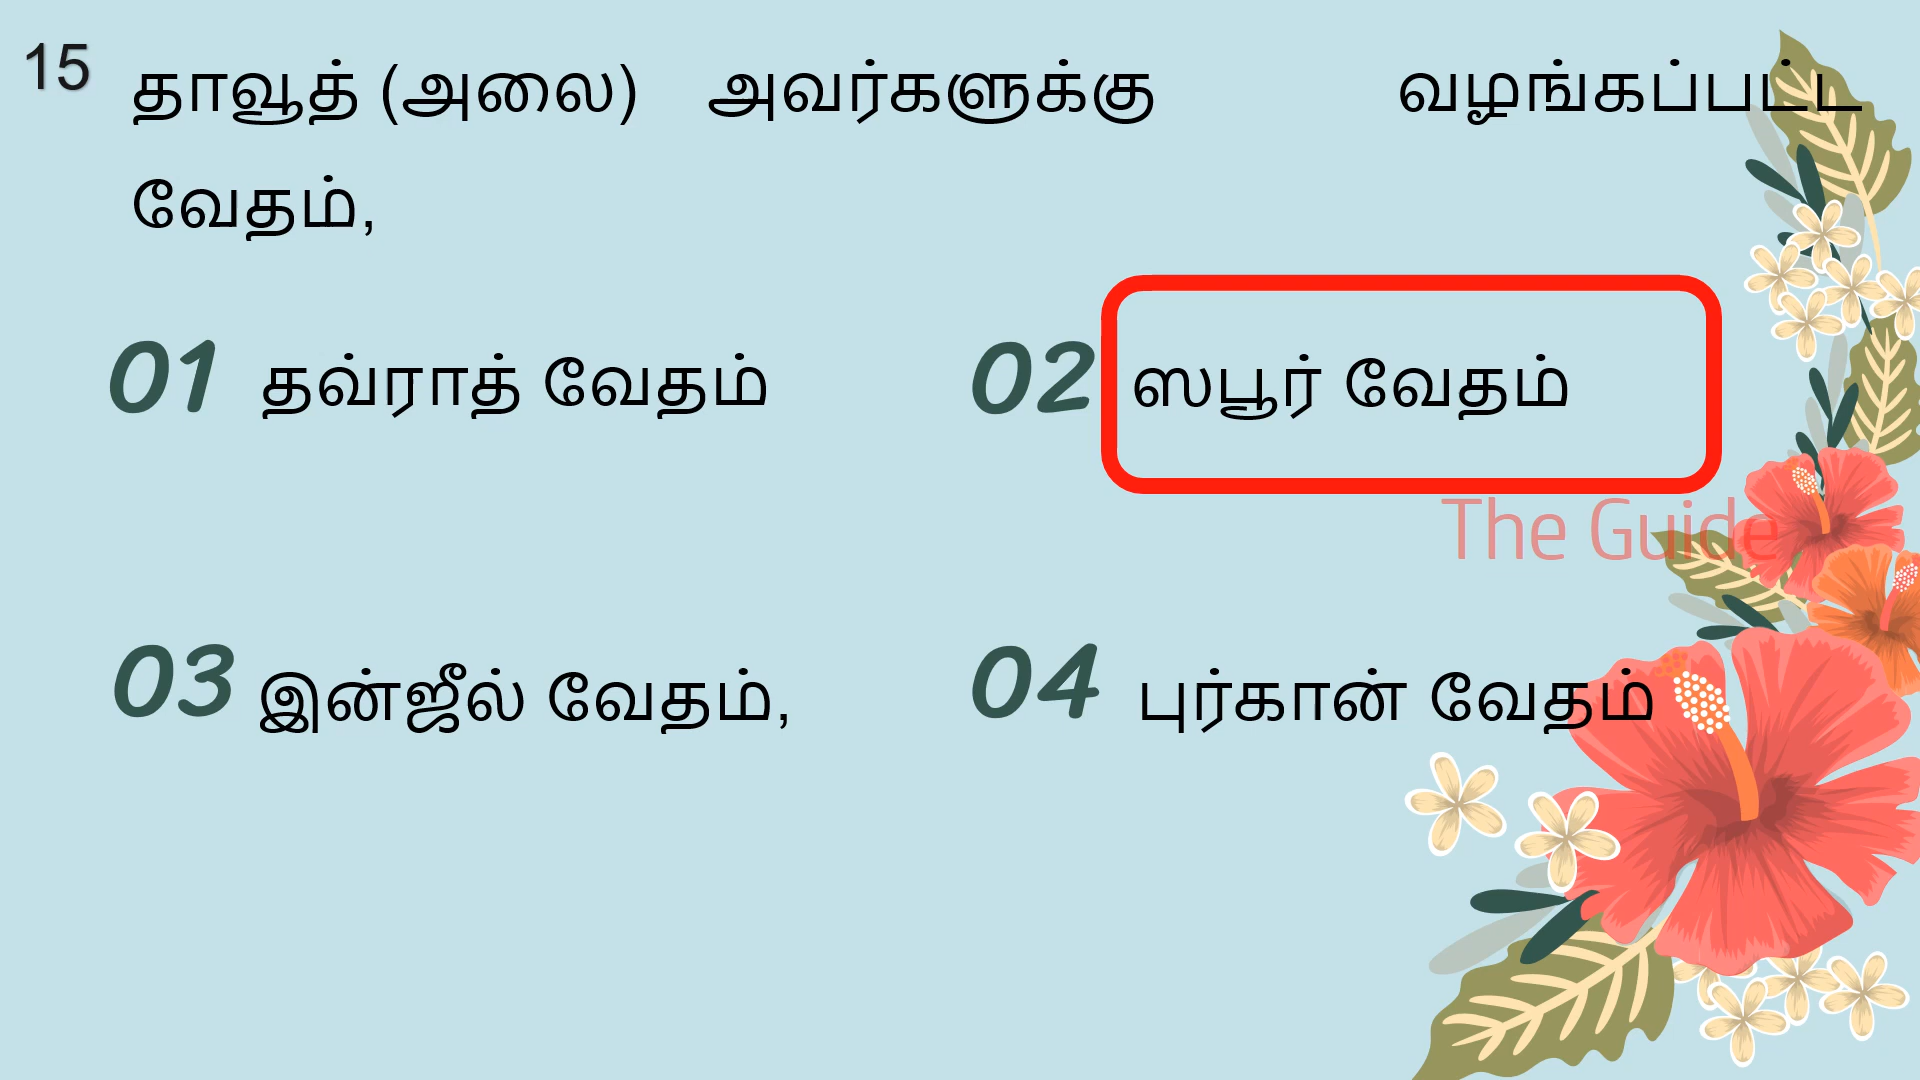 15 தாவூத் (அலை) அவர்களுக்கு வழங்கப்பட்ட
வேதம்,
01 தவ்ராத் வேதம்
02 ஸபூர் வேதம்
The Guide
03 இன்ஜீல் வேதம்,
04 புர்கான் வேதம்